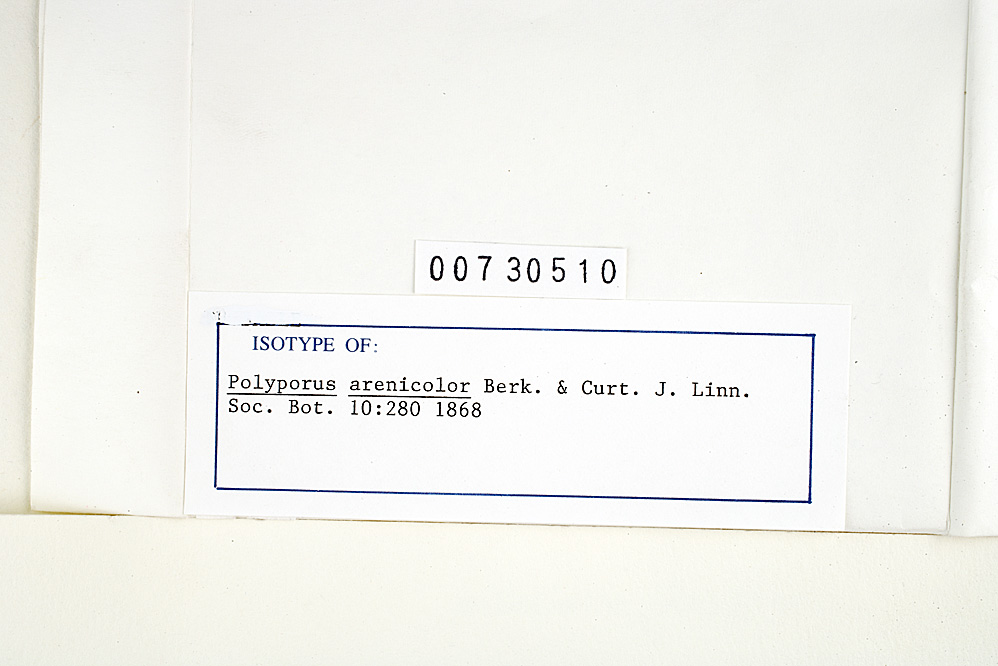 00730510
ISOTYPE OF:
Polyporus arenicolor Berk. & Curt. J. Linn.
Soc. Bot. 10:280 1868